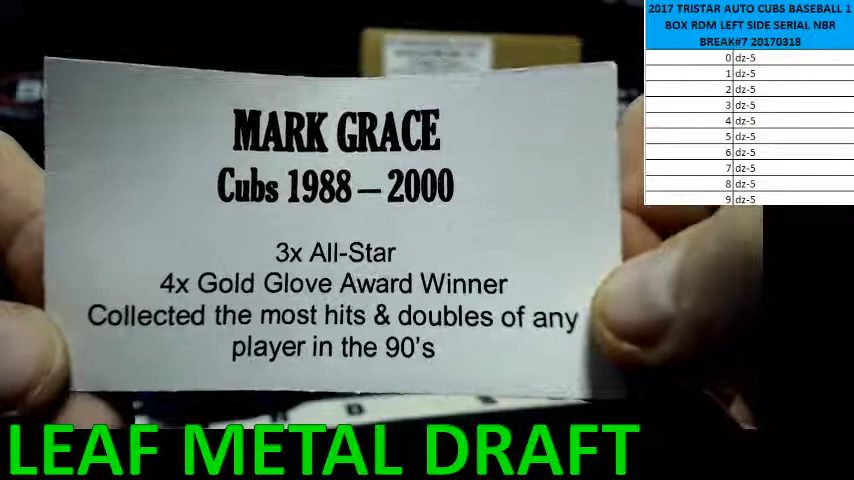 2017 TRISTAR AUTO CUBS BASEBALL 1
BOX RDM LEFT SIDE SERIAL NBR
BREAK#7 20170318
0 dz-5
1 dz-5
2 dz-5
3 dz-5
4 dz-5
5 dz-5
6 dz-5
7 dz-5
8 dz-5
9 dz-5
MARK GRACE
Cubs 1988 – 2000
3x All-Star
4x Gold Glove Award Winner
Collected the most hits & doubles of any
player in the 90's
LEAF METAL DRAFT